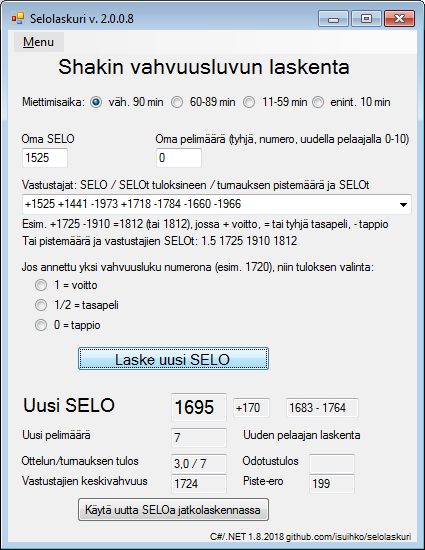 Selolaskuri v. 2.0.0.8
Menu
Shakin vahvuusluvun laskenta
Miettimisaika: väh. 90 min 60-89 min 11-59 min enint. 10 min
Oma SELO Oma pelimäärä (tyhjä, numero, uudella pelaajalla 0-10)
1525 0
Vastustajat: SELO / SELOt tuloksineen / turnauksen pistemäärä ja SELOt
+1525 +1441 -1973 +1718 -1784 -1660 -1966
Esim. +1725 -1910 =1812 (tai 1812), jossa + voitto, = tai tyhjä tasapeli, - tappio
Tai pistemäärä ja vastustajien SELOt: 1.5 1725 1910 1812
Jos annettu yksi vahvuusluku numerona (esim. 1720), niin tuloksen valinta:
1 = voitto
1/2 = tasapeli
0 = tappio
Laske uusi SELO
Uusi SELO 1695 +170 1683 - 1764
Uusi pelimäärä 7 Uuden pelaajan laskenta
Ottelun/turnauksen tulos 3,0 / 7 Odotustulos
Vastustajien keskivahvuus 1724 Piste-ero 199
Käytä uutta SELOa jatkolaskennassa
C#/.NET 1.8.2018 github.com/isuihko/selolaskuri